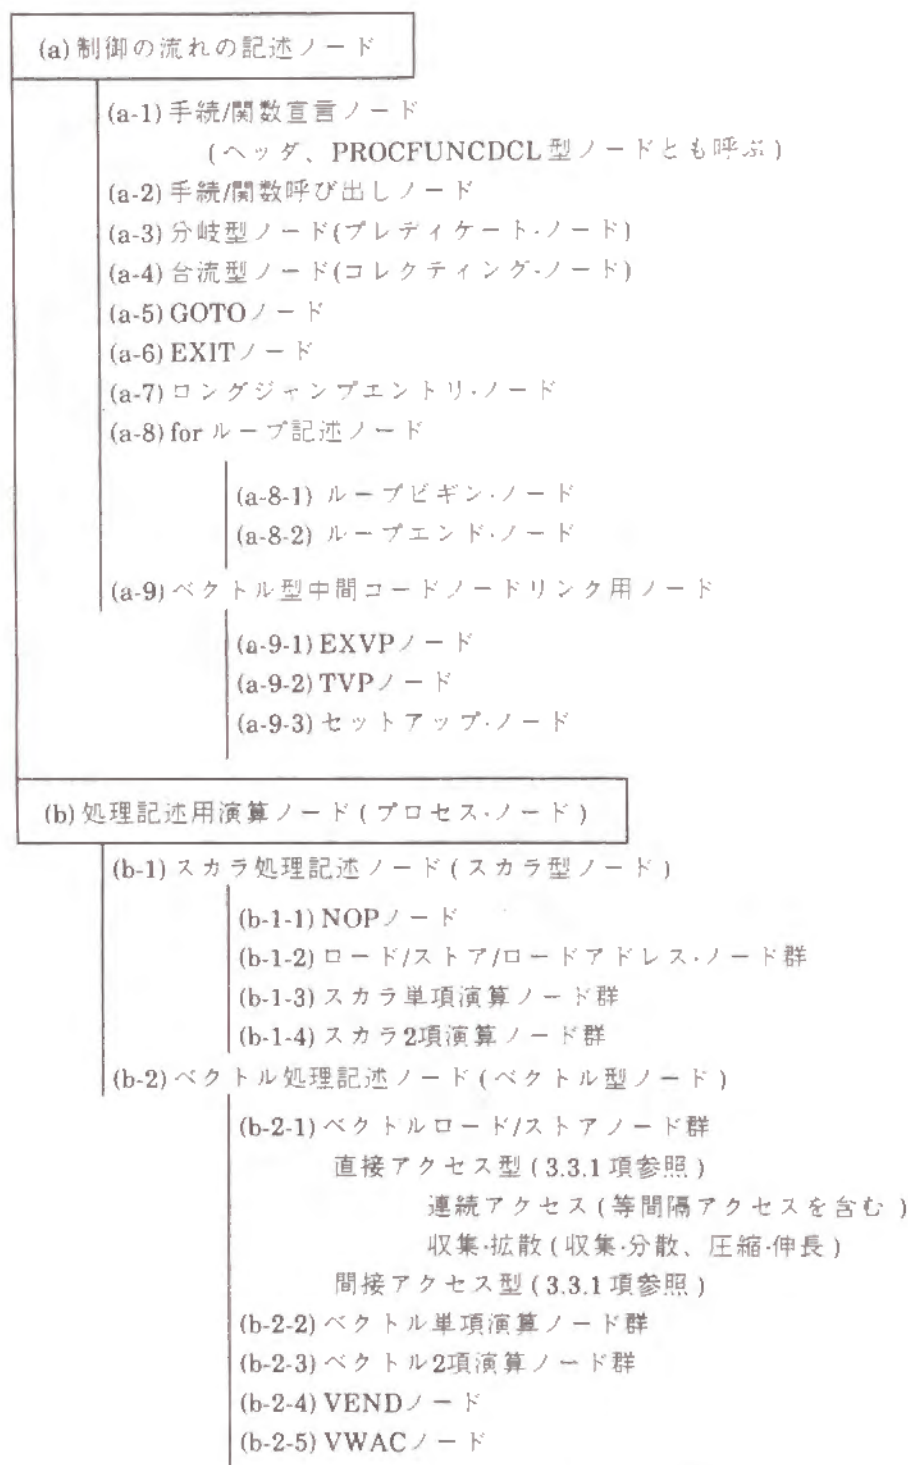 (a)制御の流れの記述ノード
(a-1)手続/関数宣言ノード
(ヘッダ、PROCFUNCDCL型ノードとも呼ぶ)
(a-2)手続/関数呼び出しノード
(a-3)分岐型ノード(プレディケート・ノード)
(a-4)合流型ノード(コレクティング・ノード)
(a-5)GOTOノード
(a-6)EXITノード
(a-7)ロングジャンプエントリ・ノード
(a-8)forループ記述ノード
(a-8-1) ループビギン・ノード
(a-8-2) ループエンド・ノード
(a-9)ベクトル型中間コードノードリンク用ノード
(a-9-1)EXVPノード
(a-9-2)TVPノード
(a-9-3)セットアップ・ノード
(b)処理記述用演算ノード(プロセス・ノード)
(b-1)スカラ処理記述ノード(スカラ型ノード)
(b-1-1)NOPノード
(b-1-2)ロード/ストア/ロードアドレス・ノード群
(b-1-3)スカラ単項演算ノード群
(b-1-4)スカラ2項演算ノード群
(b-2)ベクトル処理記述ノード(ベクトル型ノード)
(b-2-1)ベクトルロード/ストアノード群
直接アクセス型(3.3.1項参照)
連続アクセス(等間隔アクセスを含む)
収集・拡散(収集・分散、圧縮・伸長)
間接アクセス型(3.3.1項参照)
(b-2-2)ベクトル単項演算ノード群
(b-2-3)ベクトル2項演算ノード群
(b-2-4)VENDノード
(b-2-5)VWACノード